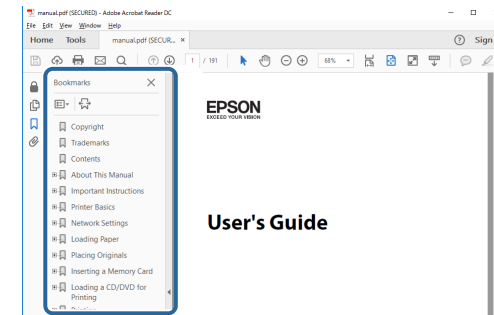 manual.pdf (SECURED) - Adobe Acrobat Reader DC
File Edit View Window Help
Home Tools manual.pdf (SECUR... ×
? Sign
1 / 191 68%
Bookmarks
Copyright
Trademarks
Contents
About This Manual
Important Instructions
Printer Basics
Network Settings
Loading Paper
Placing Originals
Inserting a Memory Card
Loading a CD/DVD for
Printing
EPSON
EXCEED YOUR VISION
User's Guide